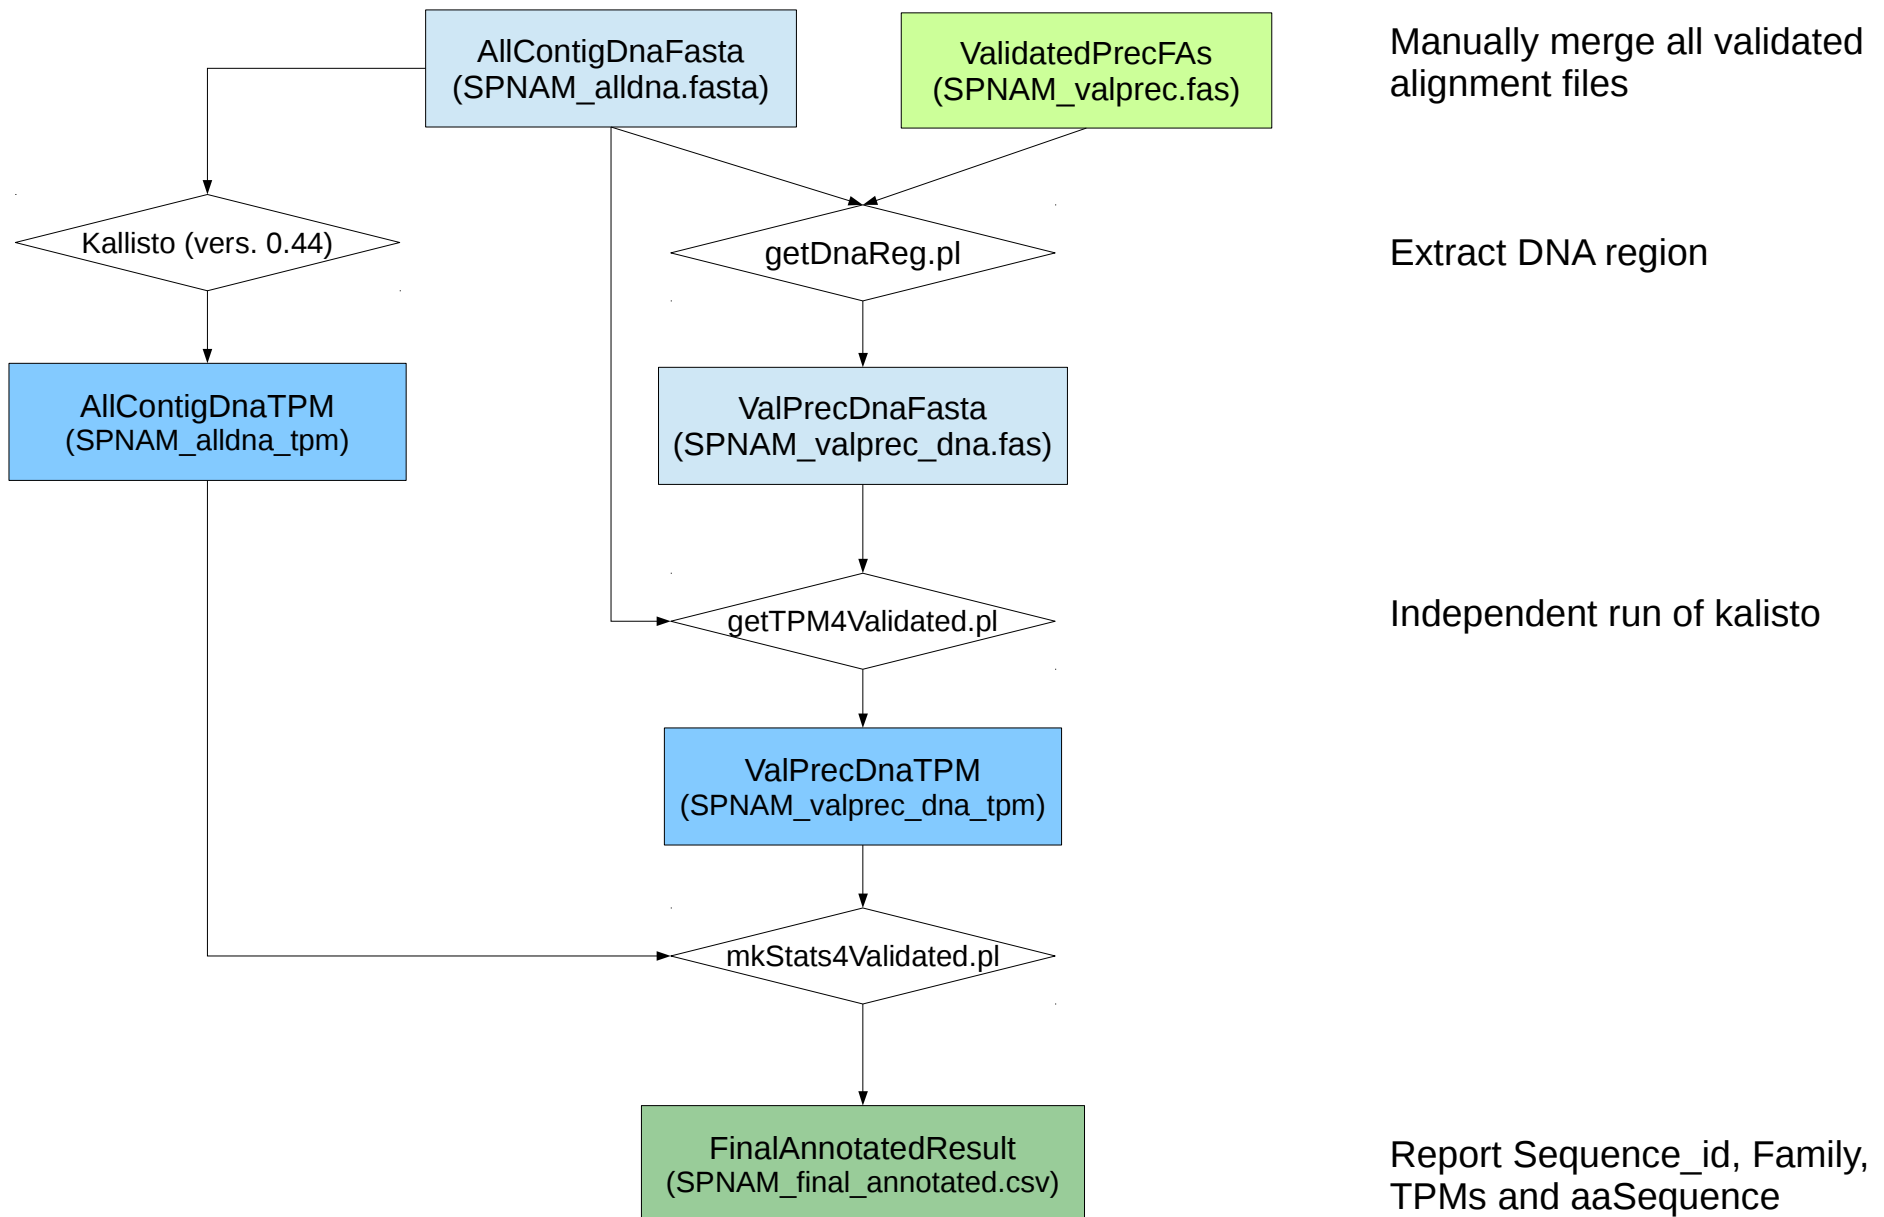 AllContigDnaFasta
(SPNAM_alldna.fasta)
ValidatedPrecFAs
(SPNAM_valprec.fas)
Manually merge all validated
alignment files
Kallisto (vers. 0.44)
getDnaReg.pl
Extract DNA region
AllContigDnaTPM
(SPNAM_alldna_tpm)
ValPrecDnaFasta
(SPNAM_valprec_dna.fas)
getTPM4Validated.pl
Independent run of kalisto
ValPrecDnaTPM
(SPNAM_valprec_dna_tpm)
mkStats4Validated.pl
FinalAnnotatedResult
(SPNAM_final_annotated.csv)
Report Sequence_id, Family,
TPMs and aaSequence